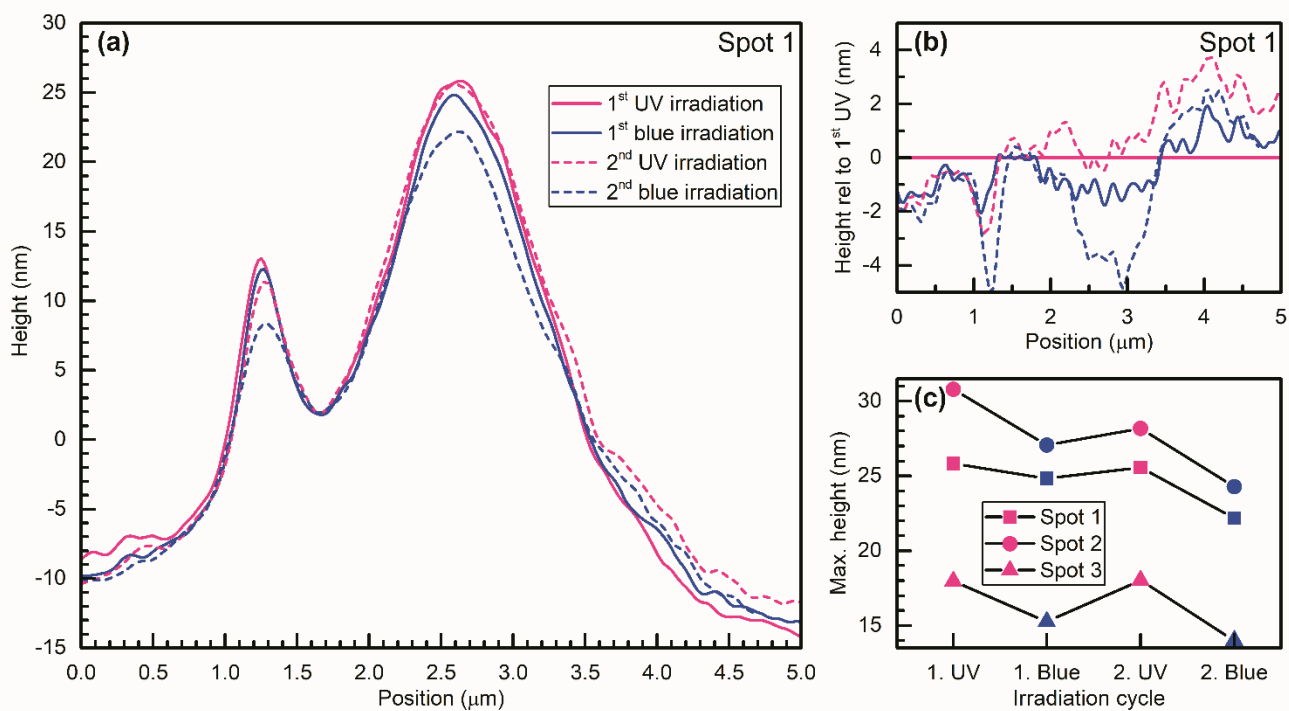 (a)
Spot 1
1st UV irradiation
1st blue irradiation
2nd UV irradiation
2nd blue irradiation
Height (nm)
30
25
20
15
10
5
0
-5
-10
-15
0.0 0.5 1.0 1.5 2.0 2.5 3.0 3.5 4.0 4.5 5.0
Position (μm)
(b)
Spot 1
Height rel to 1st UV (nm)
4
2
0
-2
-4
0 1 2 3 4 5
Position (μm)
(c)
Max. height (nm)
30
25
20
15
Spot 1
Spot 2
Spot 3
1. UV 1. Blue 2. UV 2. Blue
Irradiation cycle